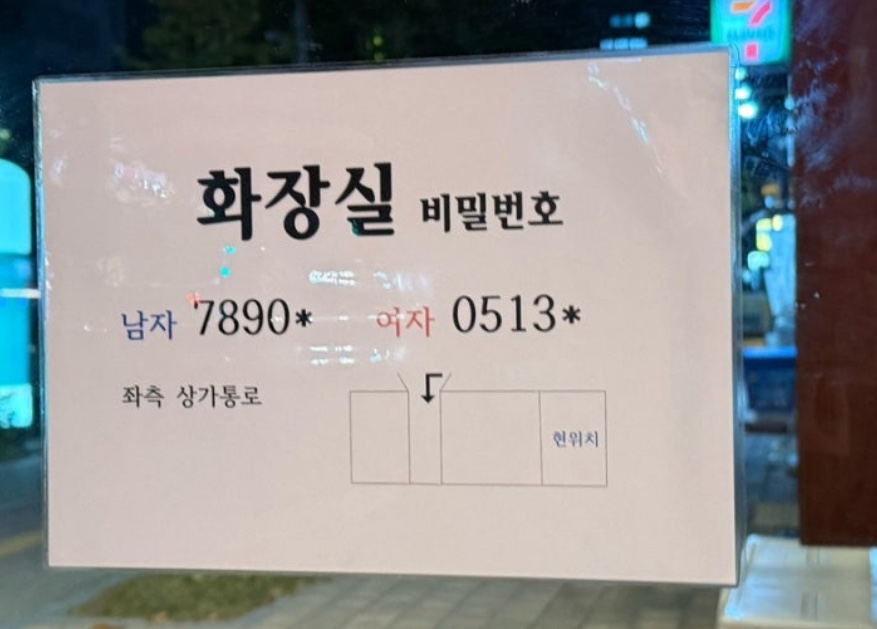 화장실 비밀번호
남자 7890* 여자 0513*
좌측 상가통로
현위치